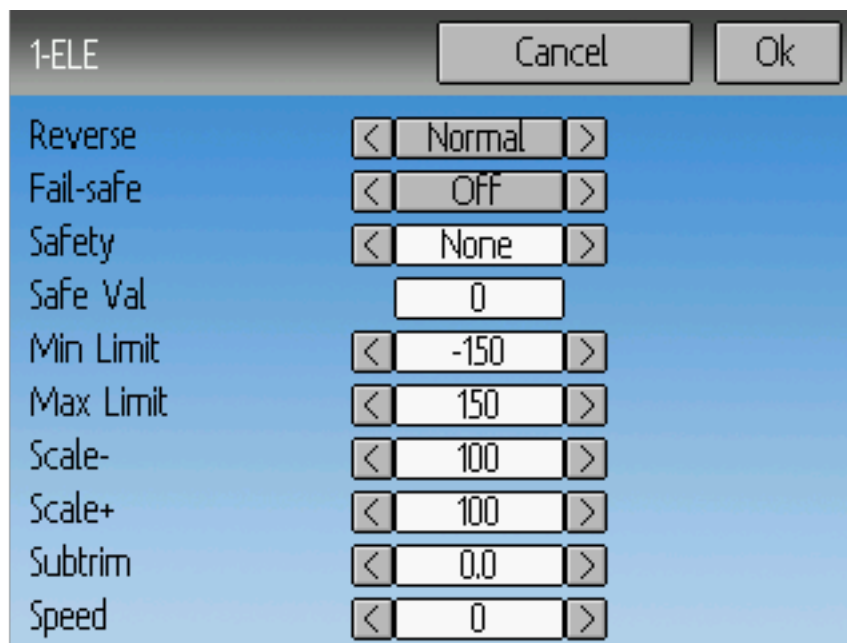 1-ELE Cancel Ok
Reverse < Normal >
Fail-safe < Off >
Safety < None >
Safe Val 0
Min Limit < -150 >
Max Limit < 150 >
Scale- < 100 >
Scale+ < 100 >
Subtrim < 0.0 >
Speed < 0 >